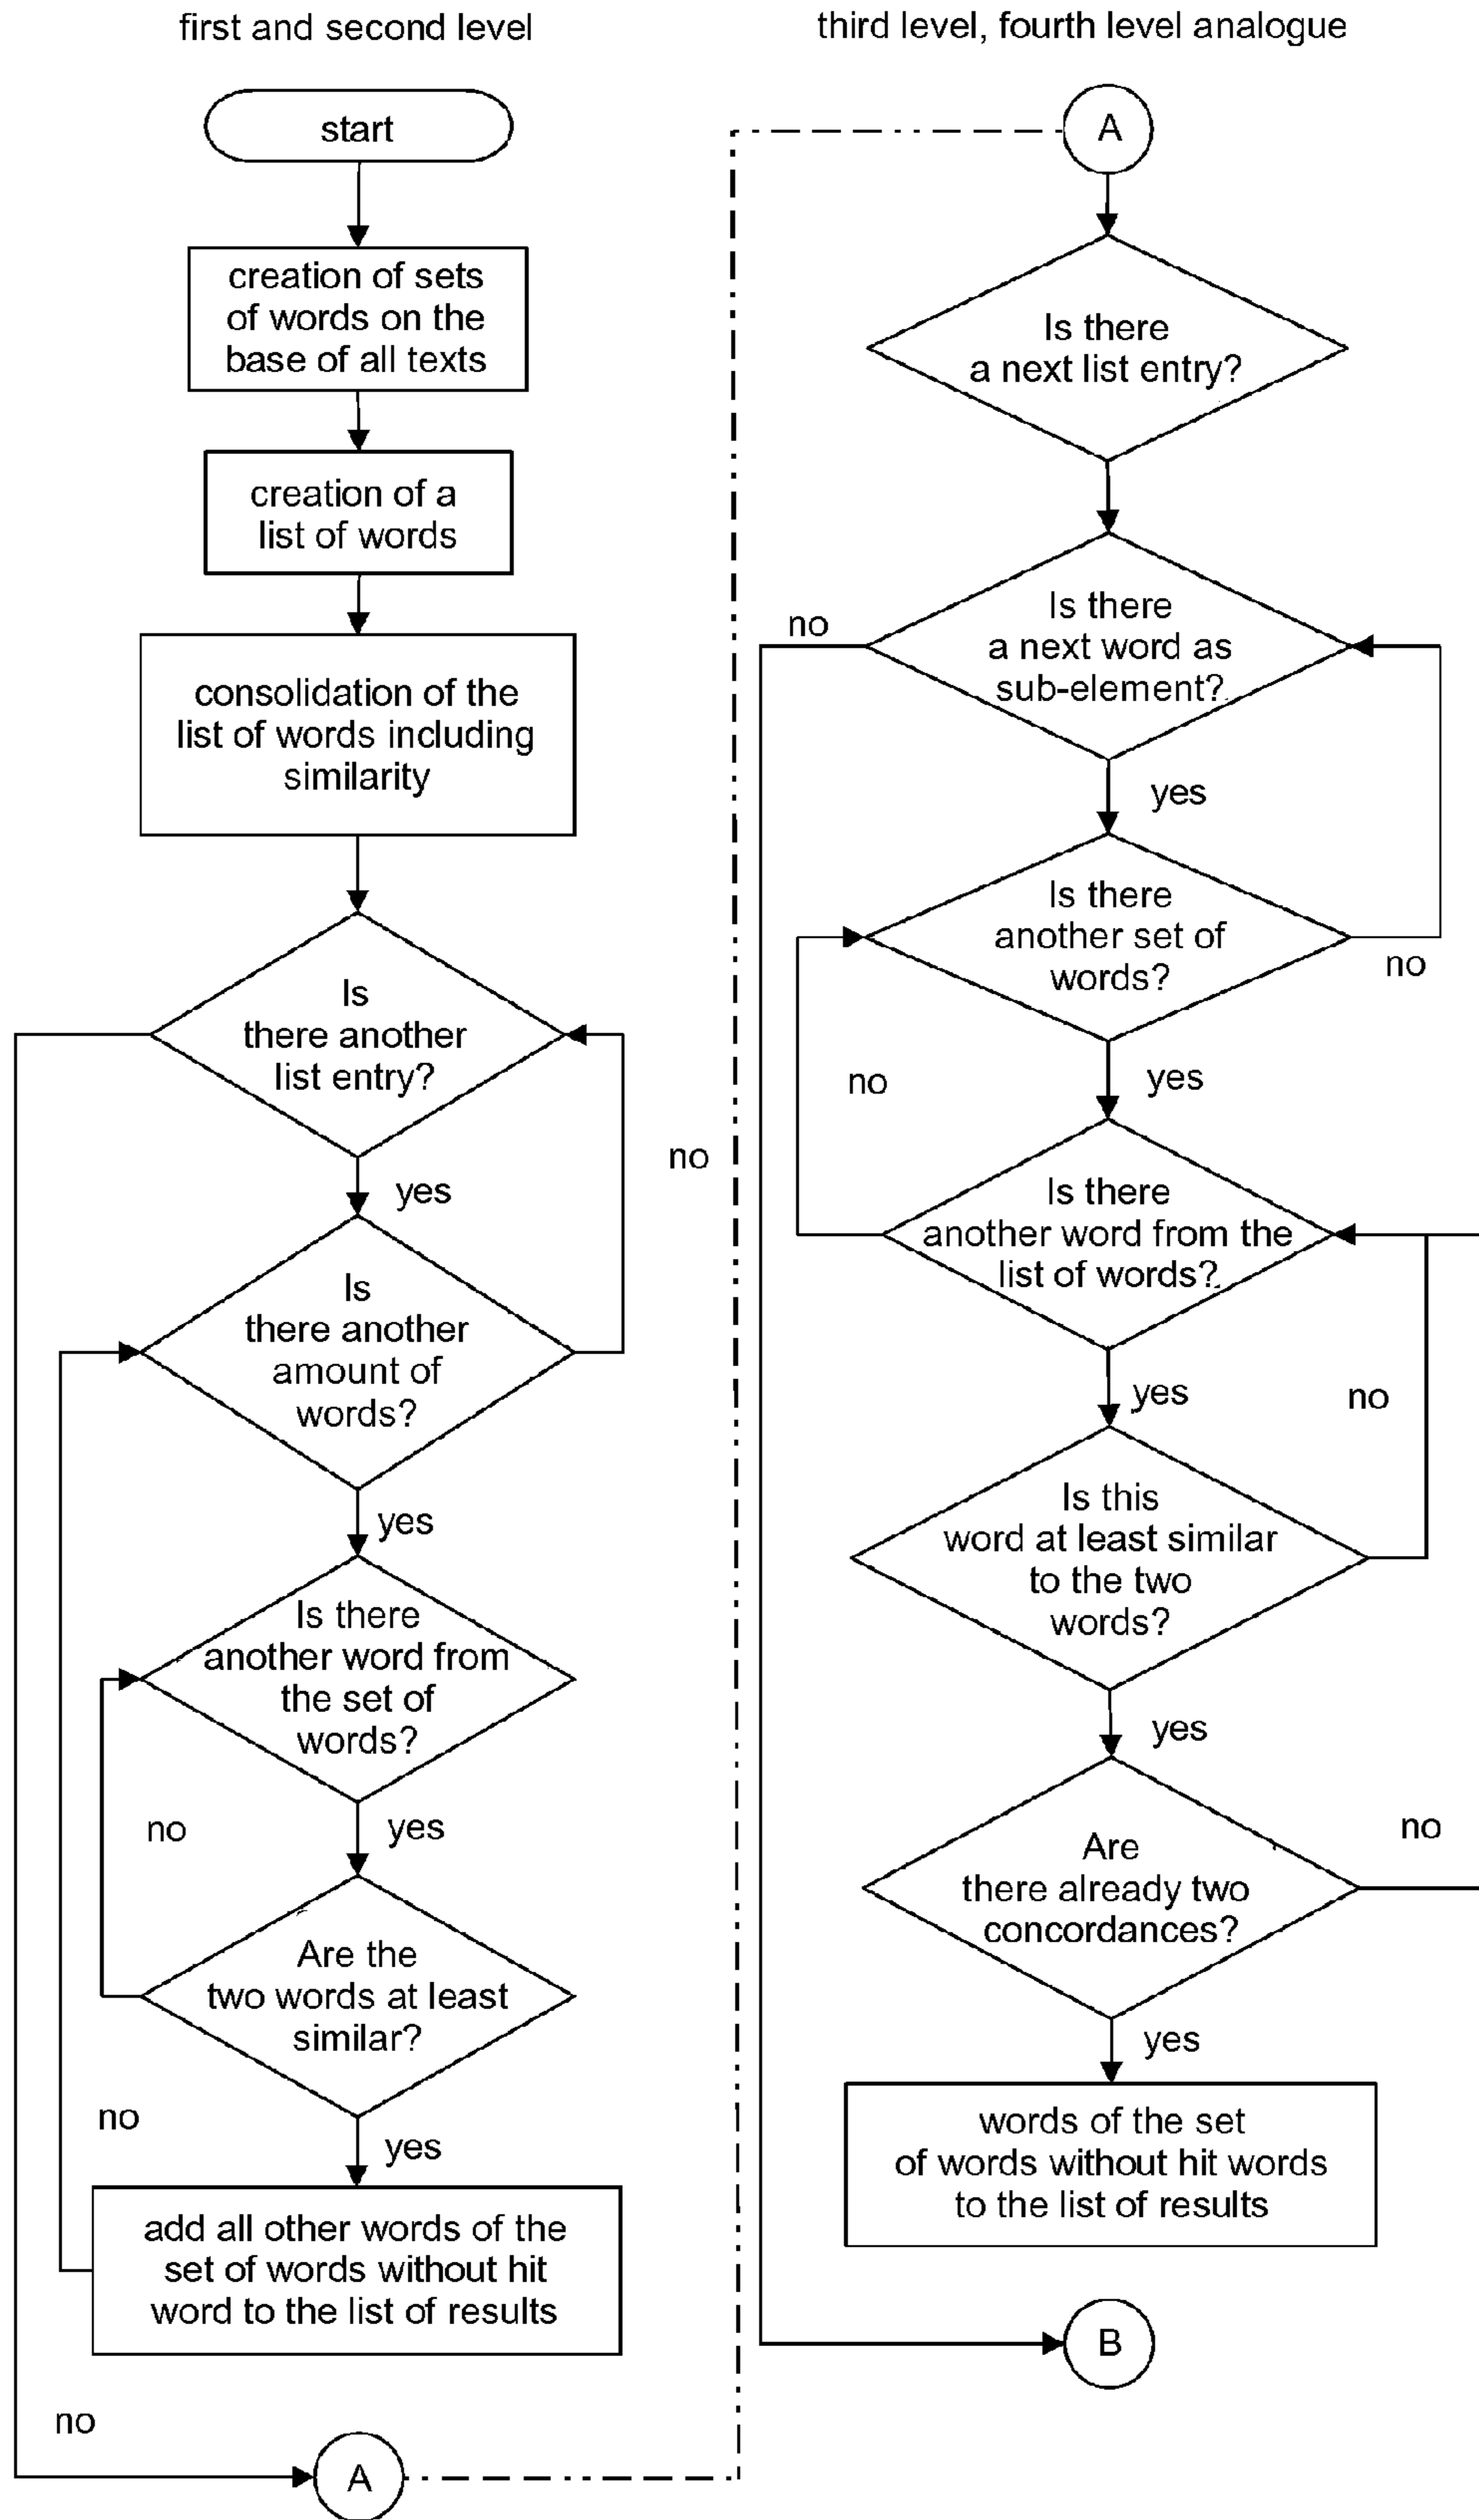 first and second level
start
creation of sets
of words on the
base of all texts
creation of a
list of words
consolidation of the
list of words including
similarity
Is
there another
list entry?
no
yes
Is
there another
amount of
words?
yes
Is there
another word from
the set of
words?
no
yes
Are the
two words at least
similar?
no
yes
add all other words of the
set of words without hit
word to the list of results
no
A
third level, fourth level analogue
A
Is there
a next list entry?
no
Is there
a next word as
sub-element?
yes
Is there
another set of
words?
no
no
yes
Is there
another word from the
list of words?
yes
no
Is this
word at least similar
to the two
words?
yes
no
Are
there already two
concordances?
yes
words of the set
of words without hit words
to the list of results
B